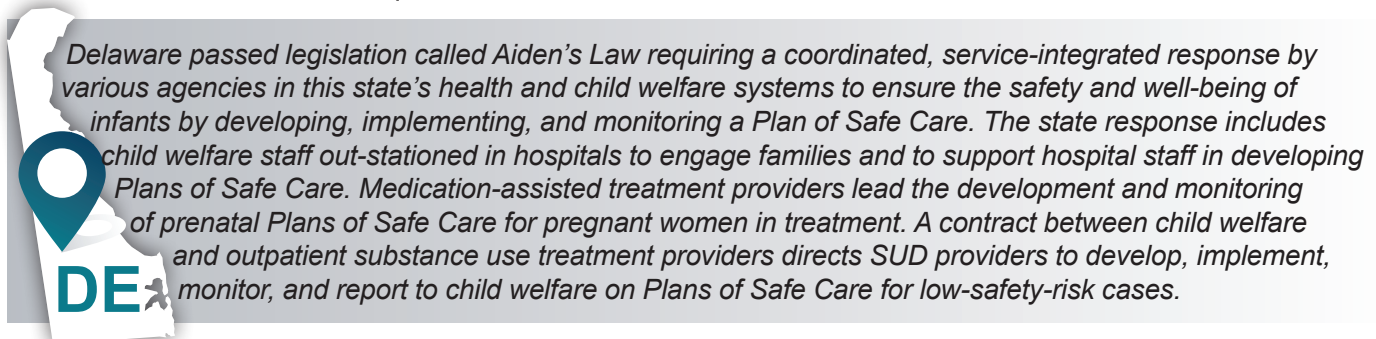 Delaware passed legislation called Aiden’s Law requiring a coordinated, service-integrated response by
various agencies in this state’s health and child welfare systems to ensure the safety and well-being of
infants by developing, implementing, and monitoring a Plan of Safe Care. The state response includes
child welfare staff out-stationed in hospitals to engage families and to support hospital staff in developing
Plans of Safe Care. Medication-assisted treatment providers lead the development and monitoring
of prenatal Plans of Safe Care for pregnant women in treatment. A contract between child welfare
and outpatient substance use treatment providers directs SUD providers to develop, implement,
monitor, and report to child welfare on Plans of Safe Care for low-safety-risk cases.
DE